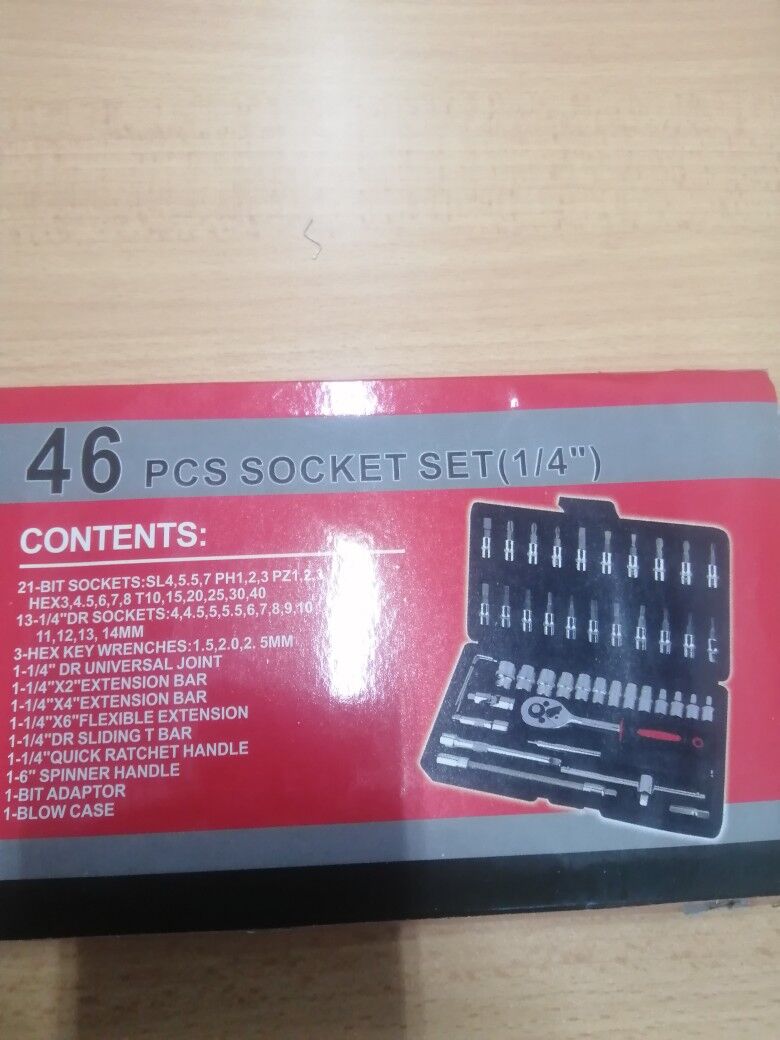 46 PCS SOCKET SET(1/4")
CONTENTS:
21-BIT SOCKETS:SL4,5.5,7 PH1,2,3 PZ1,2,3
HEX3,4,5,6,7,8 T10,15,20,25,30,40
13-1/4"DR SOCKETS:4,4.5,5,5.5,6,7,8,9,10
11,12,13, 14MM
3-HEX KEY WRENCHES:1.5,2.0,2. 5MM
1-1/4" DR UNIVERSAL JOINT
1-1/4"X2"EXTENSION BAR
1-1/4"X4"EXTENSION BAR
1-1/4"X6"FLEXIBLE EXTENSION
1-1/4"DR SLIDING T BAR
1-1/4"QUICK RATCHET HANDLE
1-6" SPINNER HANDLE
1-BIT ADAPTOR
1-BLOW CASE